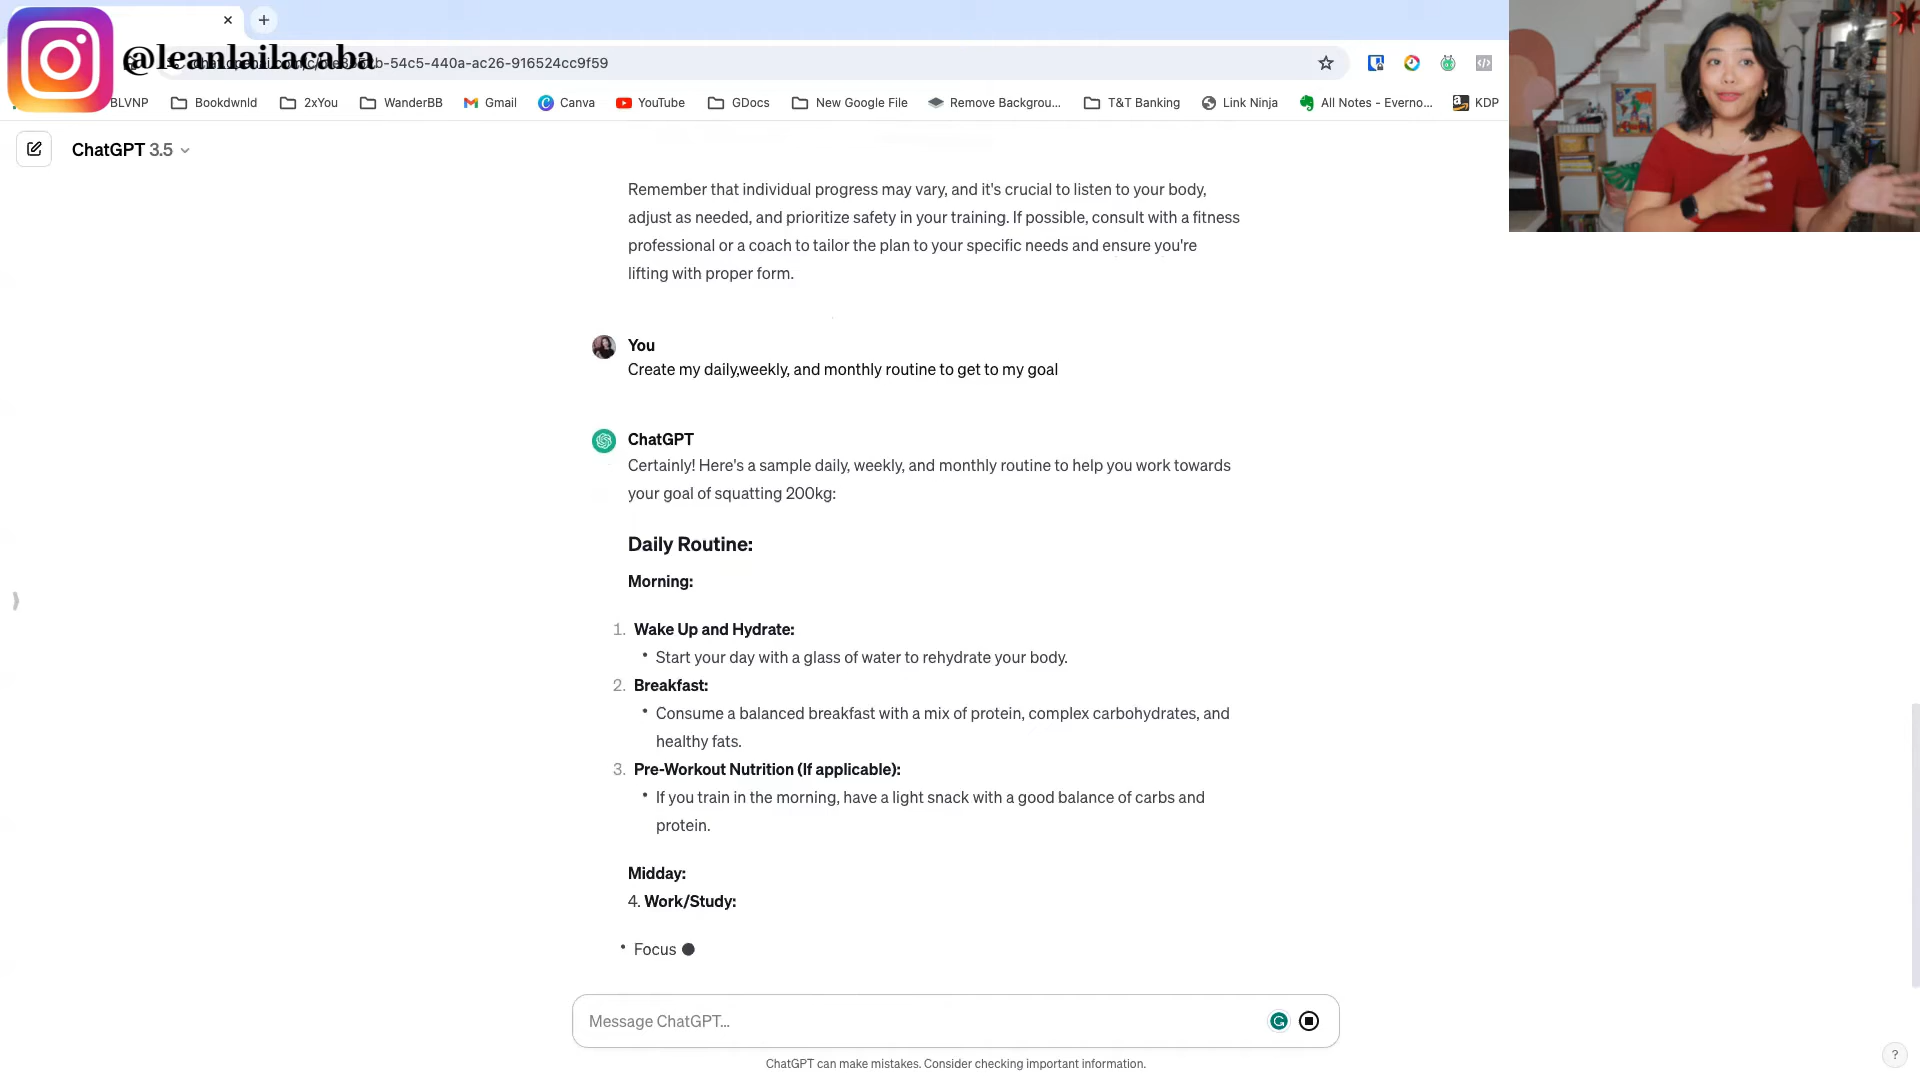 @leanlailacaba
-54c5-440a-ac26-916524cc9f59
BLVNP
Bookdwnld
2xYou
WanderBB
Gmail
Canva
YouTube
GDocs
New Google File
Remove Backgrou...
T&T Banking
Link Ninja
All Notes - Everno...
KDP
ChatGPT 3.5
Remember that individual progress may vary, and it's crucial to listen to your body,
adjust as needed, and prioritize safety in your training. If possible, consult with a fitness
professional or a coach to tailor the plan to your specific needs and ensure you're
lifting with proper form.
You
Create my daily,weekly, and monthly routine to get to my goal
ChatGPT
Certainly! Here's a sample daily, weekly, and monthly routine to help you work towards
your goal of squatting 200kg:
Daily Routine:
Morning:
1. Wake Up and Hydrate:
• Start your day with a glass of water to rehydrate your body.
2. Breakfast:
• Consume a balanced breakfast with a mix of protein, complex carbohydrates, and
healthy fats.
3. Pre-Workout Nutrition (If applicable):
• If you train in the morning, have a light snack with a good balance of carbs and
protein.
Midday:
4. Work/Study:
• Focus
Message ChatGPT...
ChatGPT can make mistakes. Consider checking important information.
?